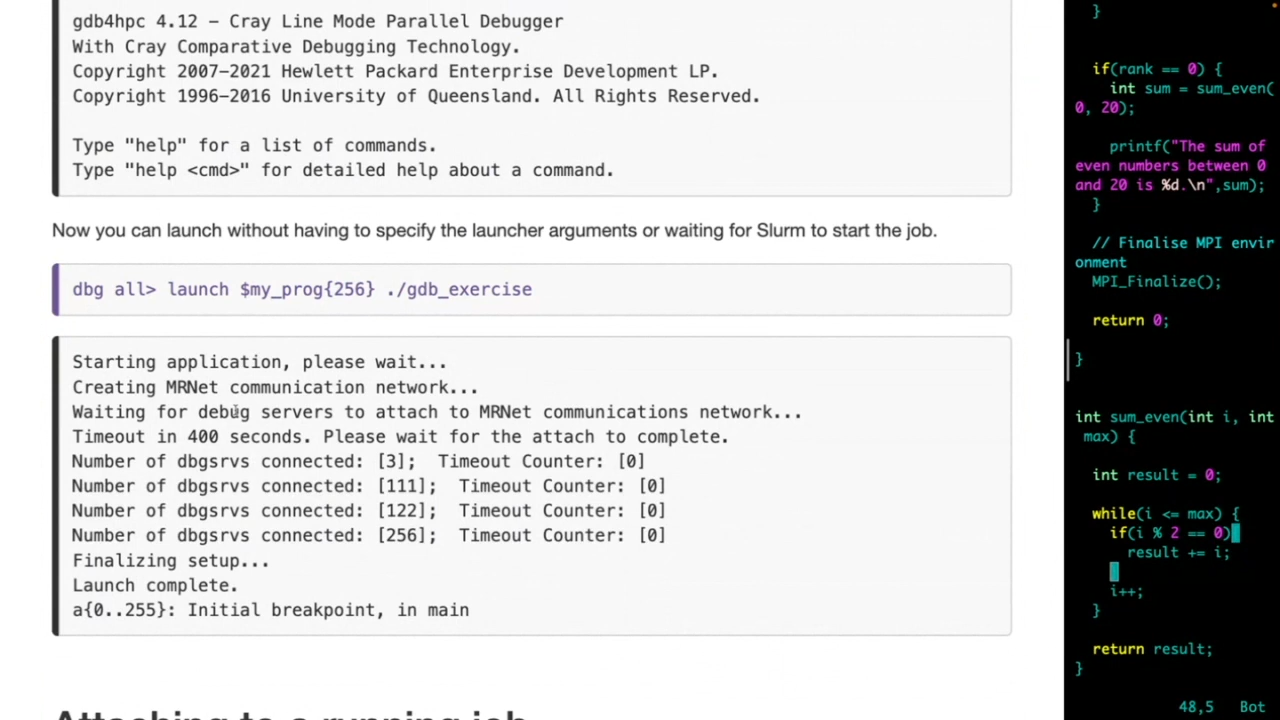 gdb4hpc 4.12 - Cray Line Mode Parallel Debugger
With Cray Comparative Debugging Technology.
Copyright 2007-2021 Hewlett Packard Enterprise Development LP.
Copyright 1996-2016 University of Queensland. All Rights Reserved.
Type "help" for a list of commands.
Type "help <cmd>" for detailed help about a command.
Now you can launch without having to specify the launcher arguments or waiting for Slurm to start the job.
dbg all> launch $my_prog{256} ./gdb_exercise
Starting application, please wait...
Creating MRNet communication network...
Waiting for debug servers to attach to MRNet communications network...
Timeout in 400 seconds. Please wait for the attach to complete.
Number of dbgsrvs connected: [3];  Timeout Counter: [0]
Number of dbgsrvs connected: [111];  Timeout Counter: [0]
Number of dbgsrvs connected: [122];  Timeout Counter: [0]
Number of dbgsrvs connected: [256];  Timeout Counter: [0]
Finalizing setup...
Launch complete.
a{0..255}: Initial breakpoint, in main
Attaching to a running job
}
if(rank == 0) {
int sum = sum_even(
0, 20);
printf("The sum of
even numbers between 0
and 20 is %d.\n",sum);
}
// Finalise MPI envir
onment
MPI_Finalize();
return 0;
}
int sum_even(int i, int
max) {
int result = 0;
while(i <= max) {
if(i % 2 == 0)
result += i;
i++;
}
return result;
}
48,5 Bot